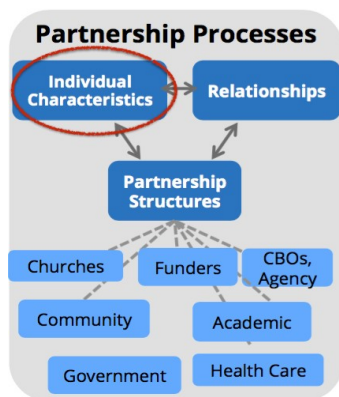 Partnership Processes
Individual
Characteristics
Relationships
Partnership
Structures
Churches
Funders
CBOs,
Agency
Community
Academic
Government
Health Care